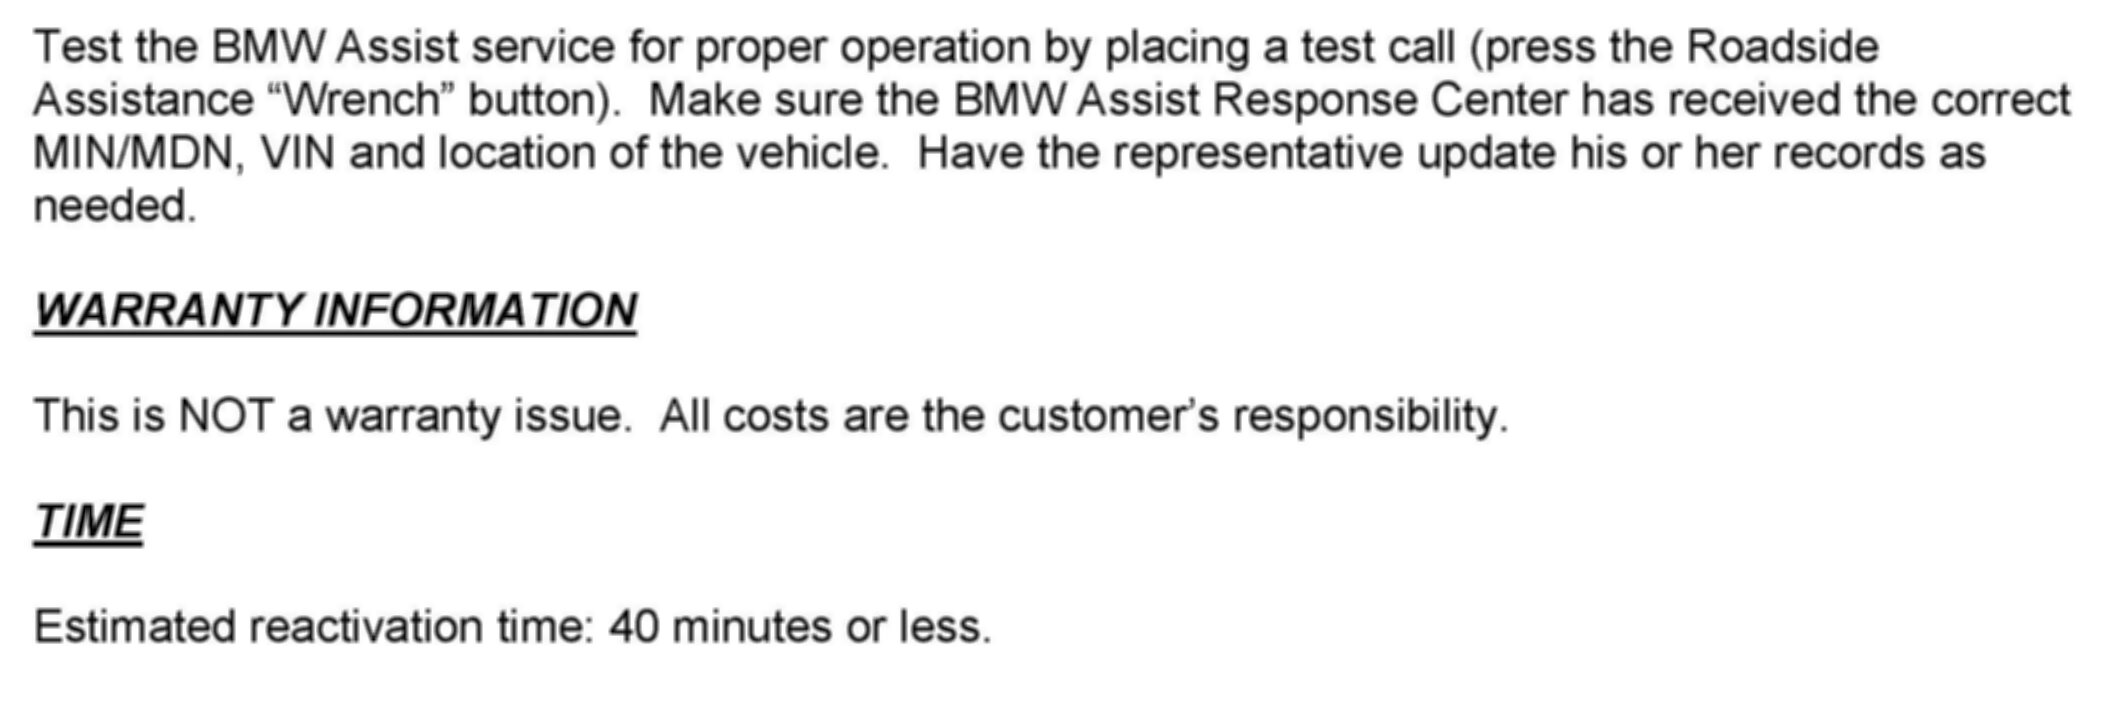 Test the BMW Assist service for proper operation by placing a test call (press the Roadside
Assistance “Wrench” button).  Make sure the BMW Assist Response Center has received the correct
MIN/MDN, VIN and location of the vehicle.  Have the representative update his or her records as
needed.
WARRANTY INFORMATION
This is NOT a warranty issue.  All costs are the customer’s responsibility.
TIME
Estimated reactivation time: 40 minutes or less.